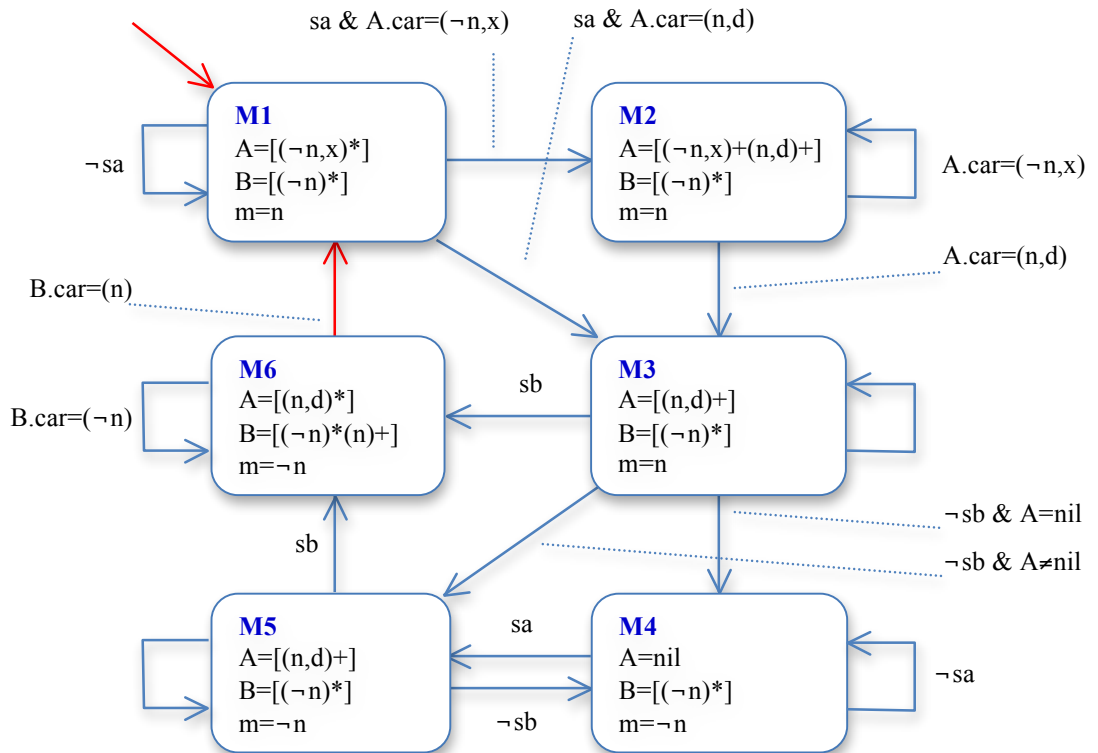 sa & A.car=(¬n,x)
sa & A.car=(n,d)
M1
A=[(¬n,x)*]
B=[(¬n)*]
m=n
M2
A=[(¬n,x)+(n,d)+]
B=[(¬n)*]
m=n
¬sa
A.car=(¬n,x)
A.car=(n,d)
B.car=(n)
M6
A=[(n,d)*]
B=[(¬n)*(n)+]
m=¬n
sb
M3
A=[(n,d)+]
B=[(¬n)*]
m=n
B.car=(¬n)
¬sb & A=nil
¬sb & A≠nil
sb
M5
A=[(n,d)+]
B=[(¬n)*]
m=¬n
sa
¬sb
M4
A=nil
B=[(¬n)*]
m=¬n
¬sa